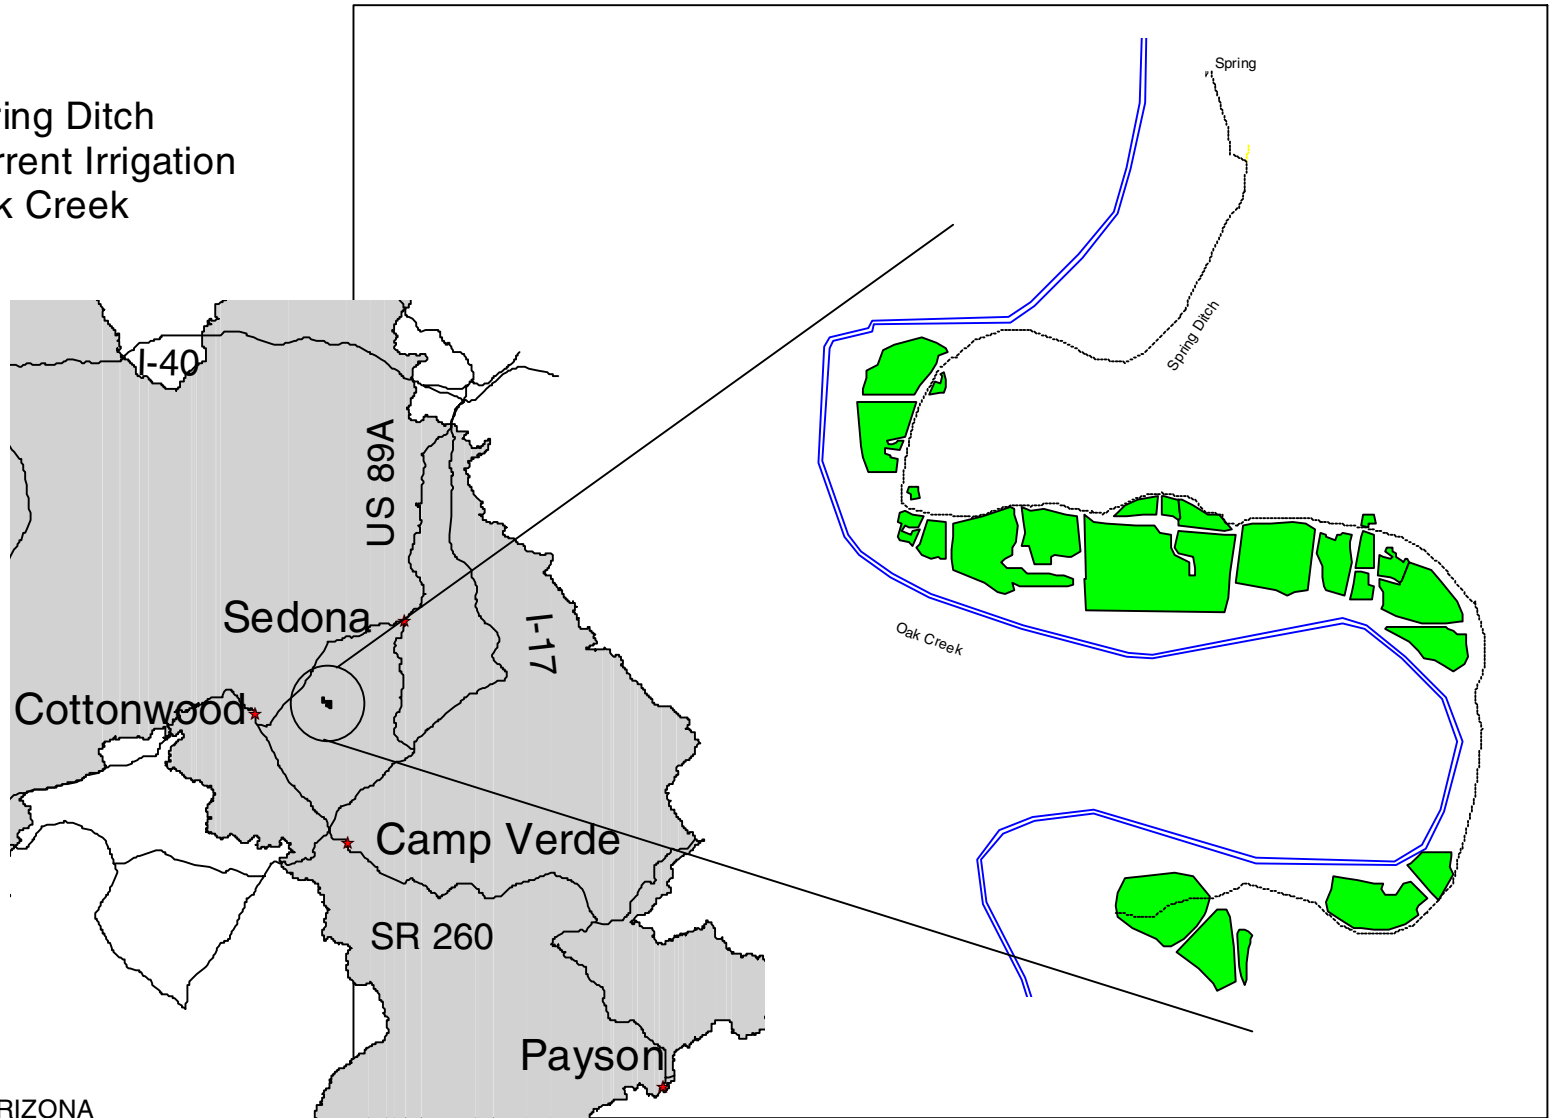 ring Ditch
rrent Irrigation
k Creek
Spring
Spring Ditch
I-40
US 89A
Sedona
I-17
Oak Creek
Cottonwood
Camp Verde
SR 260
Payson
RIZONA